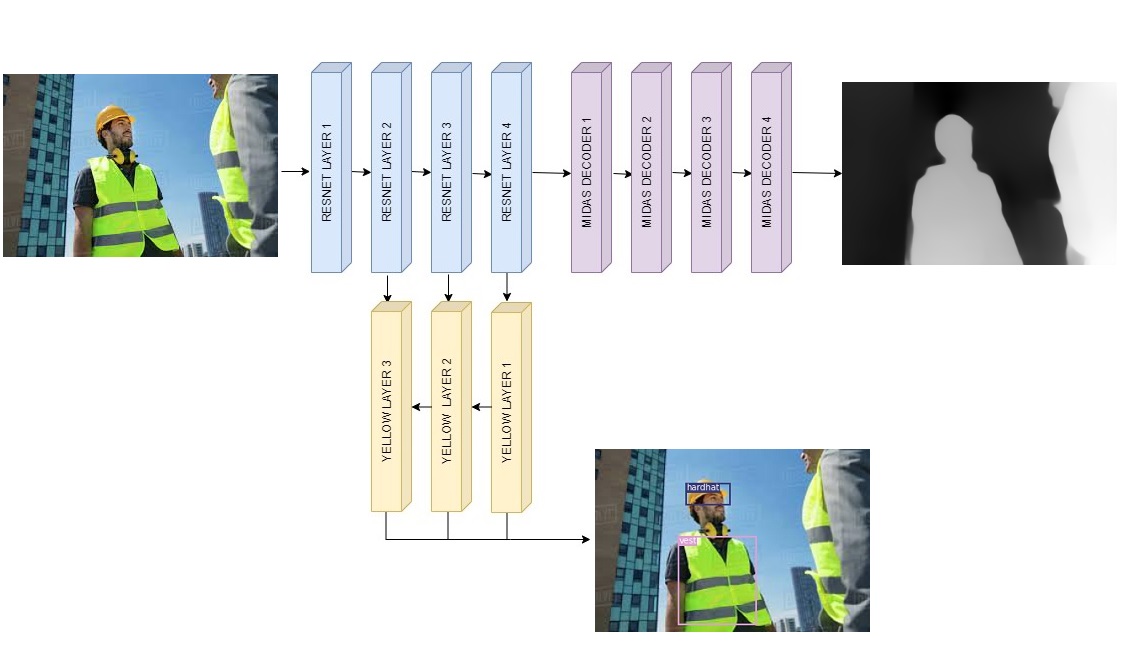 RESNET LAYER 1
RESNET LAYER 2
RESNET LAYER 3
RESNET LAYER 4
MIDAS DECODER 1
MIDAS DECODER 2
MIDAS DECODER 3
MIDAS DECODER 4
YELLOW LAYER 3
YELLOW LAYER 2
YELLOW LAYER 1
hardhat
vest